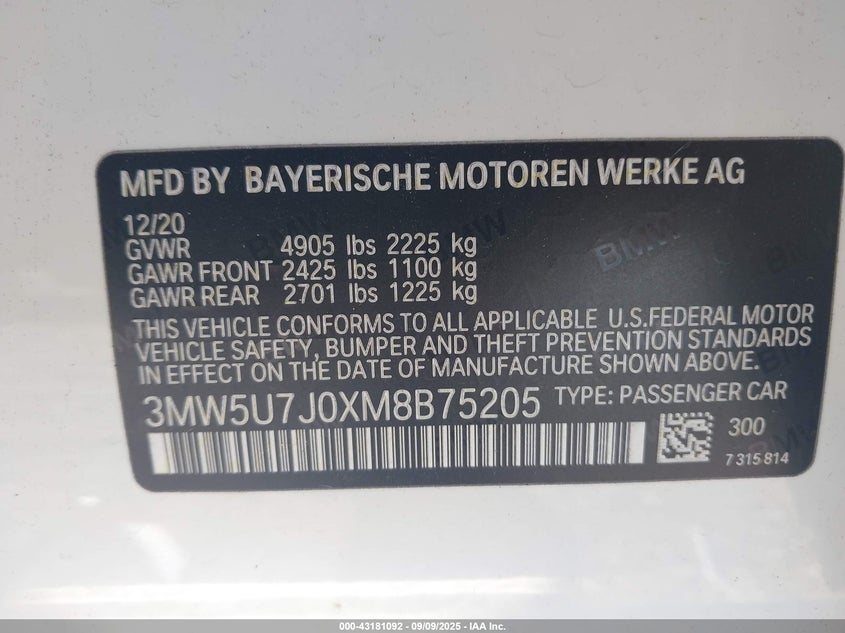 MFD BY BAYERISCHE MOTOREN WERKE AG
12/20
GVWR 4905 lbs 2225 kg
GAWR FRONT 2425 lbs 1100 kg
GAWR REAR 2701 lbs 1225 kg
THIS VEHICLE CONFORMS TO ALL APPLICABLE U.S.FEDERAL MOTOR
VEHICLE SAFETY, BUMPER AND THEFT PREVENTION STANDARDS
IN EFFECT ON THE DATE OF MANUFACTURE SHOWN ABOVE.
3MW5U7J0XM8B75205 TYPE: PASSENGER CAR
300
7315814
BMW
000-43181092 - 09/09/2025 - IAA Inc.